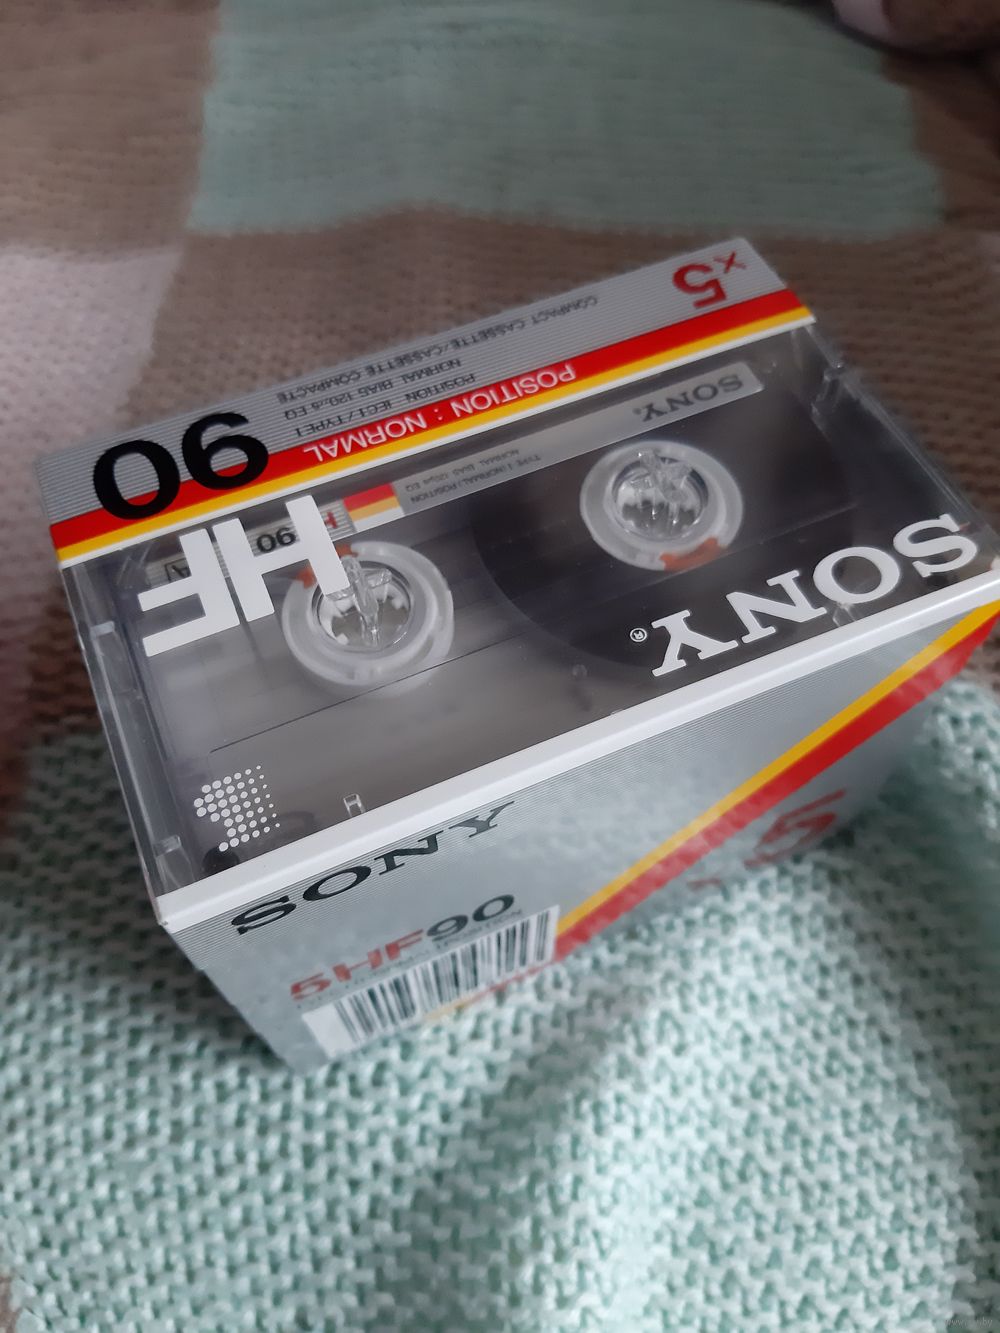 x5
COMPACT CASSETTE/CASSETTE COMPACTE
NORMAL BIAS 120µs EQ
POSITION IEC I / TYPE I
POSITION : NORMAL
90
SONY
TYPE I (NORMAL) POSITION
NORMAL BIAS 120µs EQ
HF 90
A
HF
SONY®
SONY
5HF90
5